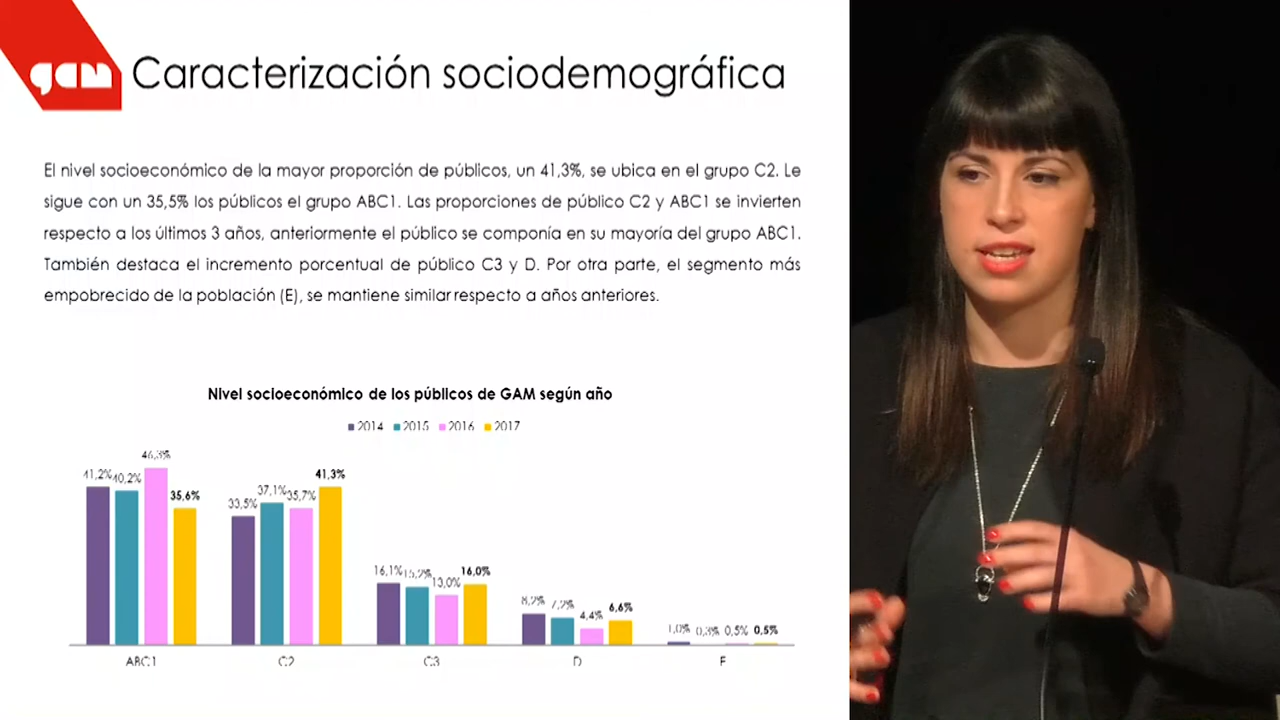 gam Caracterización sociodemográfica
El nivel socioeconómico de la mayor proporción de públicos, un 41,3%, se ubica en el grupo C2. Le
sigue con un 35,5% los públicos el grupo ABC1. Las proporciones de público C2 y ABC1 se invierten
respecto a los últimos 3 años, anteriormente el público se componía en su mayoría del grupo ABC1.
También destaca el incremento porcentual de público C3 y D. Por otra parte, el segmento más
empobrecido de la población (E), se mantiene similar respecto a años anteriores.
Nivel socioeconómico de los públicos de GAM según año
2014 2015 2016 2017
41,2% 40,2% 46,3% 35,6%
33,5% 37,1% 35,7% 41,3%
16,1% 15,2% 13,0% 16,0%
8,2% 7,2% 4,4% 6,6%
1,0% 0,3% 0,5% 0,5%
ABC1 C2 C3 D E